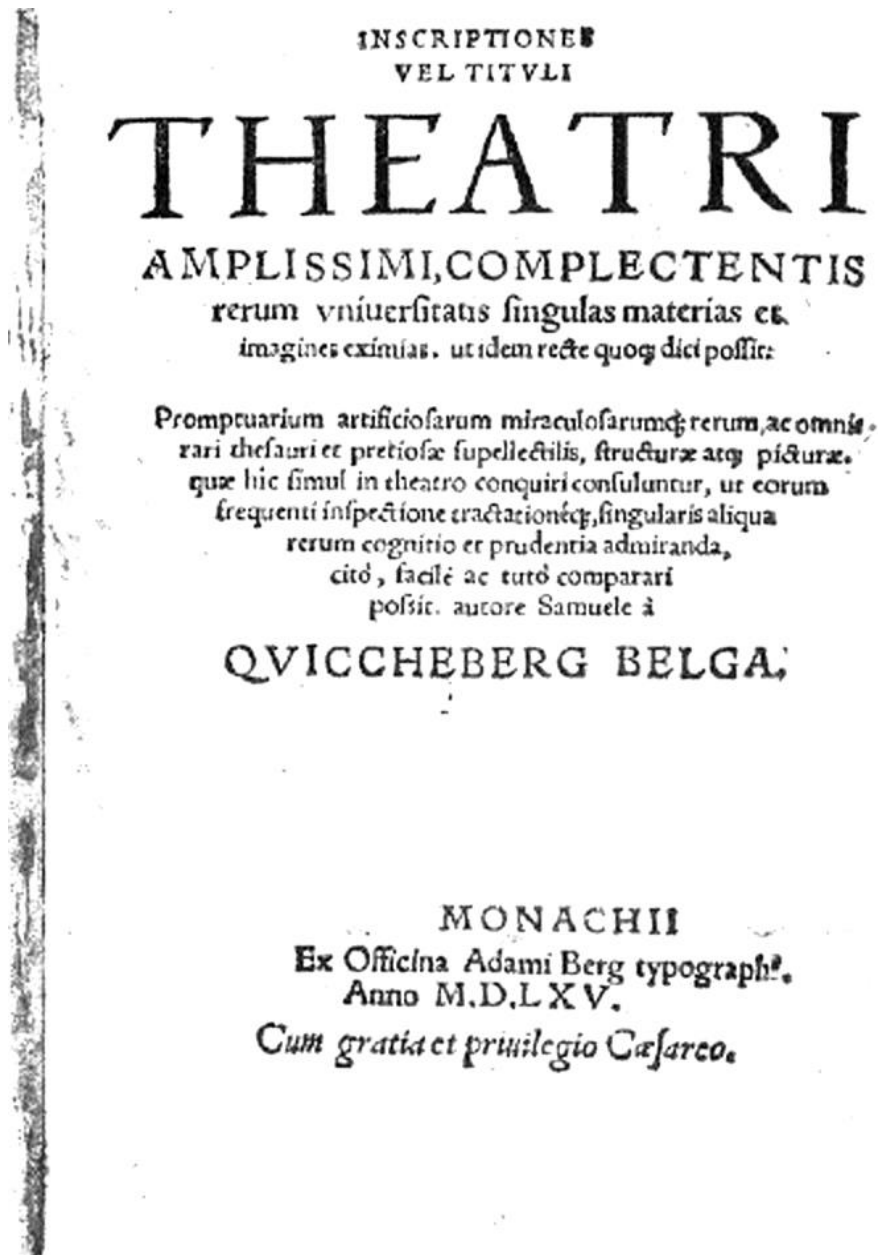 INSCRIPTIONES
VEL TITVLI
THEATRI
AMPLISSIMI, COMPLECTENTIS
rerum vniuerſitatis ſingulas materias et
imagines eximias. ut idem recte quoq; dici poſſit:
Promptuarium artificioſarum miraculoſarumq; rerum, ac omnis
rari theſauri et pretioſæ ſupellectilis, ſtructuræ atq; picturæ.
quæ hic ſimul in theatro conquiri conſuluntur, ut eorum
frequenti inſpectione tractationéq;, ſingularis aliqua
rerum cognitio et prudentia admiranda,
citò, facilè ac tutò comparari
poſsit. autore Samuele à
QVICCHEBERG BELGA.
MONACHII
Ex Officina Adami Berg typographi.
Anno M.D.LXV.
Cum gratia et priuilegio Cæſareo.